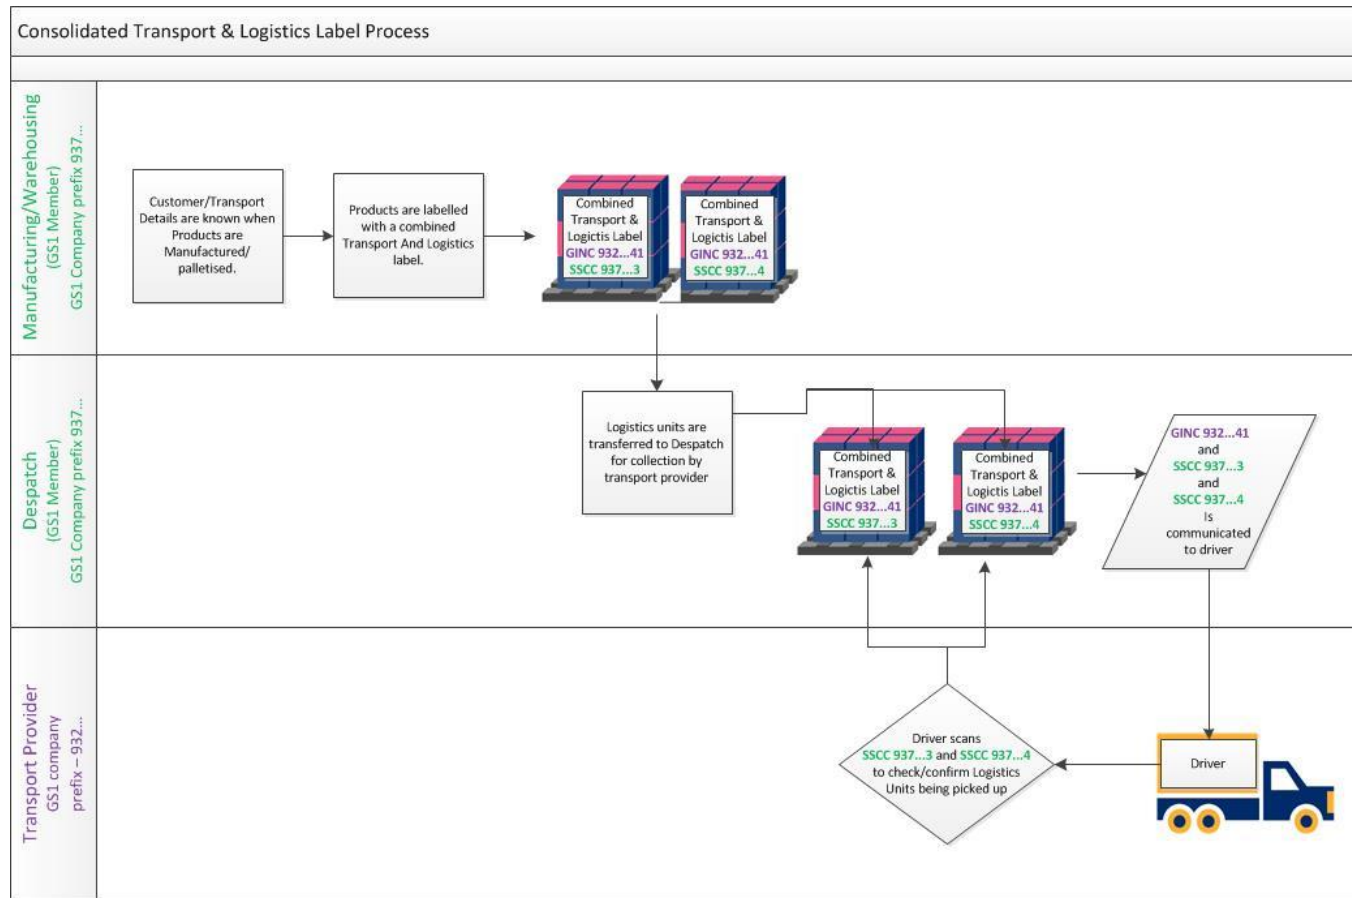 Consolidated Transport & Logistics Label Process
Manufacturing/Warehousing
(GS1 Member)
GS1 Company prefix 937...
Customer/Transport
Details are known when
Products are
Manufactured/
palletised.
Products are labelled
with a combined
Transport And Logistics
label.
Combined
Transport &
Logictis Label
GINC 932...41
SSCC 937...3
Combined
Transport &
Logictis Label
GINC 932...41
SSCC 937...4
Despatch
(GS1 Member)
GS1 Company prefix 937...
Logistics units are
transferred to Despatch
for collection by
transport provider
Combined
Transport &
Logictis Label
GINC 932...41
SSCC 937...3
Combined
Transport &
Logictis Label
GINC 932...41
SSCC 937...4
GINC 932...41
and
SSCC 937...3
and
SSCC 937...4
Is
communicated
to driver
Transport Provider
GS1 company
prefix – 932...
Driver scans
SSCC 937...3 and SSCC 937...4
to check/confirm Logistics
Units being picked up
Driver